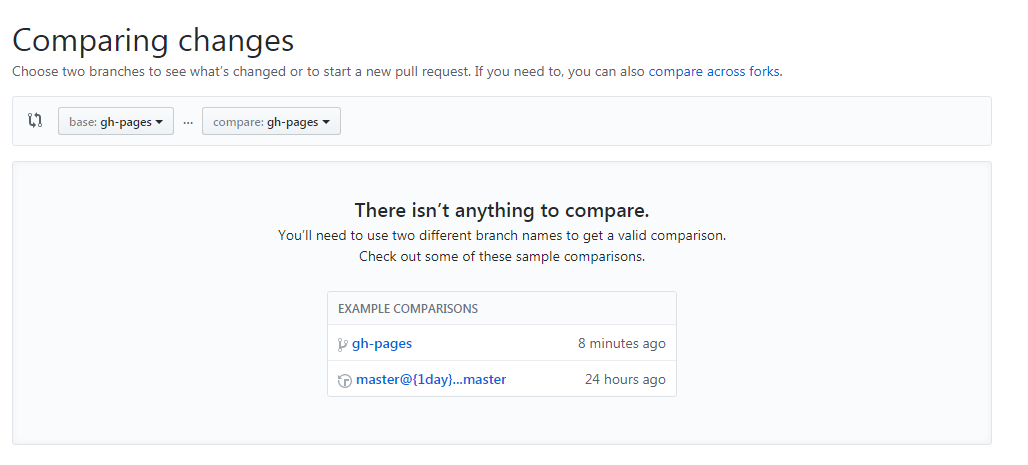 Comparing changes
Choose two branches to see what’s changed or to start a new pull request. If you need to, you can also compare across forks.
base: gh-pages ... compare: gh-pages
There isn’t anything to compare.
You’ll need to use two different branch names to get a valid comparison.
Check out some of these sample comparisons.
EXAMPLE COMPARISONS
gh-pages 8 minutes ago
master@{1day}...master 24 hours ago